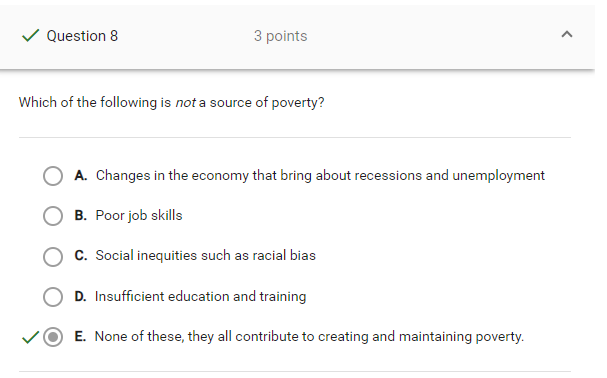 Question 8 3 points
Which of the following is not a source of poverty?
A. Changes in the economy that bring about recessions and unemployment
B. Poor job skills
C. Social inequities such as racial bias
D. Insufficient education and training
E. None of these, they all contribute to creating and maintaining poverty.